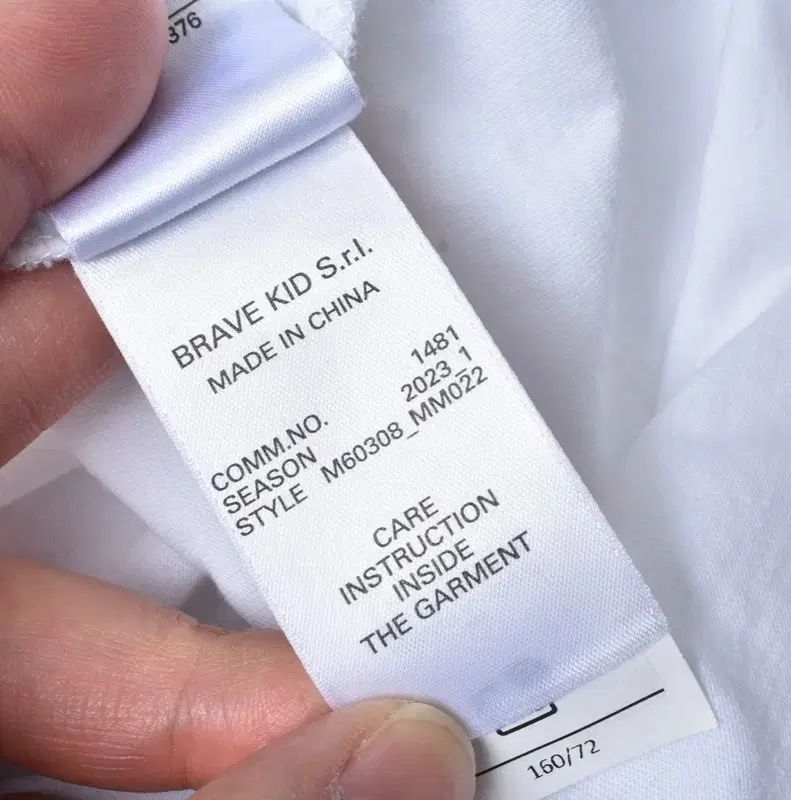 376
BRAVE KID S.r.l.
MADE IN CHINA
COMM.NO. 1481
SEASON 2023_1
STYLE M60308_MM022
CARE
INSTRUCTION
INSIDE
THE GARMENT
160/72